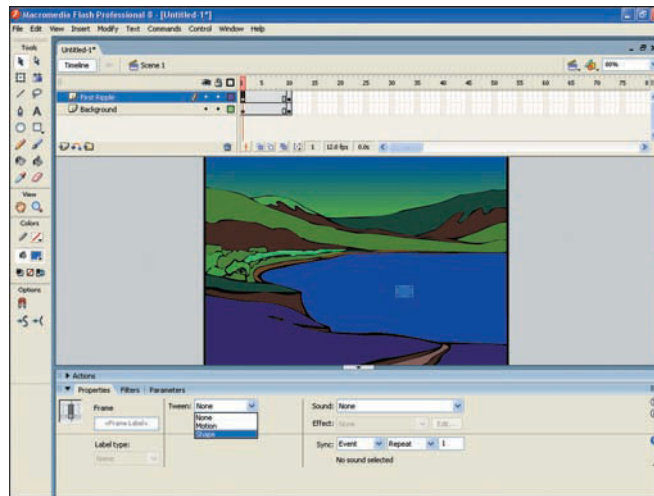 Macromedia Flash Professional 8 - [Untitled-1*]
File Edit View Insert Modify Text Commands Control Window Help
Tools
Untitled-1*
Timeline Scene 1 88%
1 5 10 15 20 25 30 35 40 45 50 55 60 65 70 75
First Ripple
Background
1 12.0 fps 0.0s
View
Colors
Options
Actions
Properties Filters Parameters
Frame Tween: None Sound: None
<Frame Label> None Effect: None Edit...
Motion
Shape
Label type: Sync: Event Repeat 1
Name No sound selected